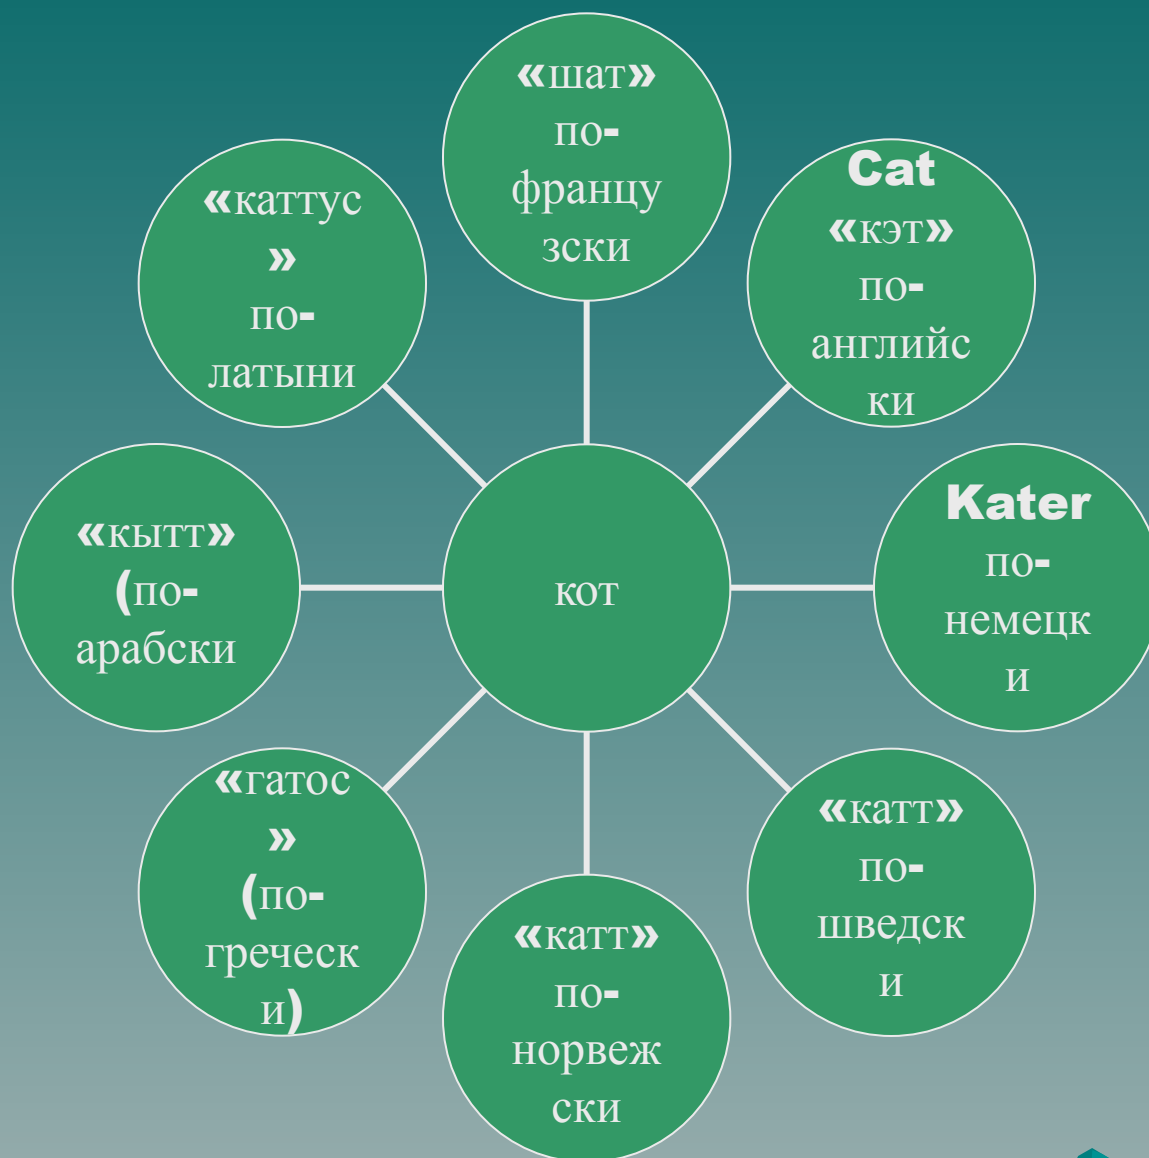 «шат»
по-
францу
зски
Cat
«кэт»
по-
английс
ки
Kater
по-
немецк
и
«катт»
по-
шведск
и
«катт»
по-
норвеж
ски
«гатос
»
(по-
греческ
и)
«кытт»
(по-
арабски
«каттус
»
по-
латыни
кот